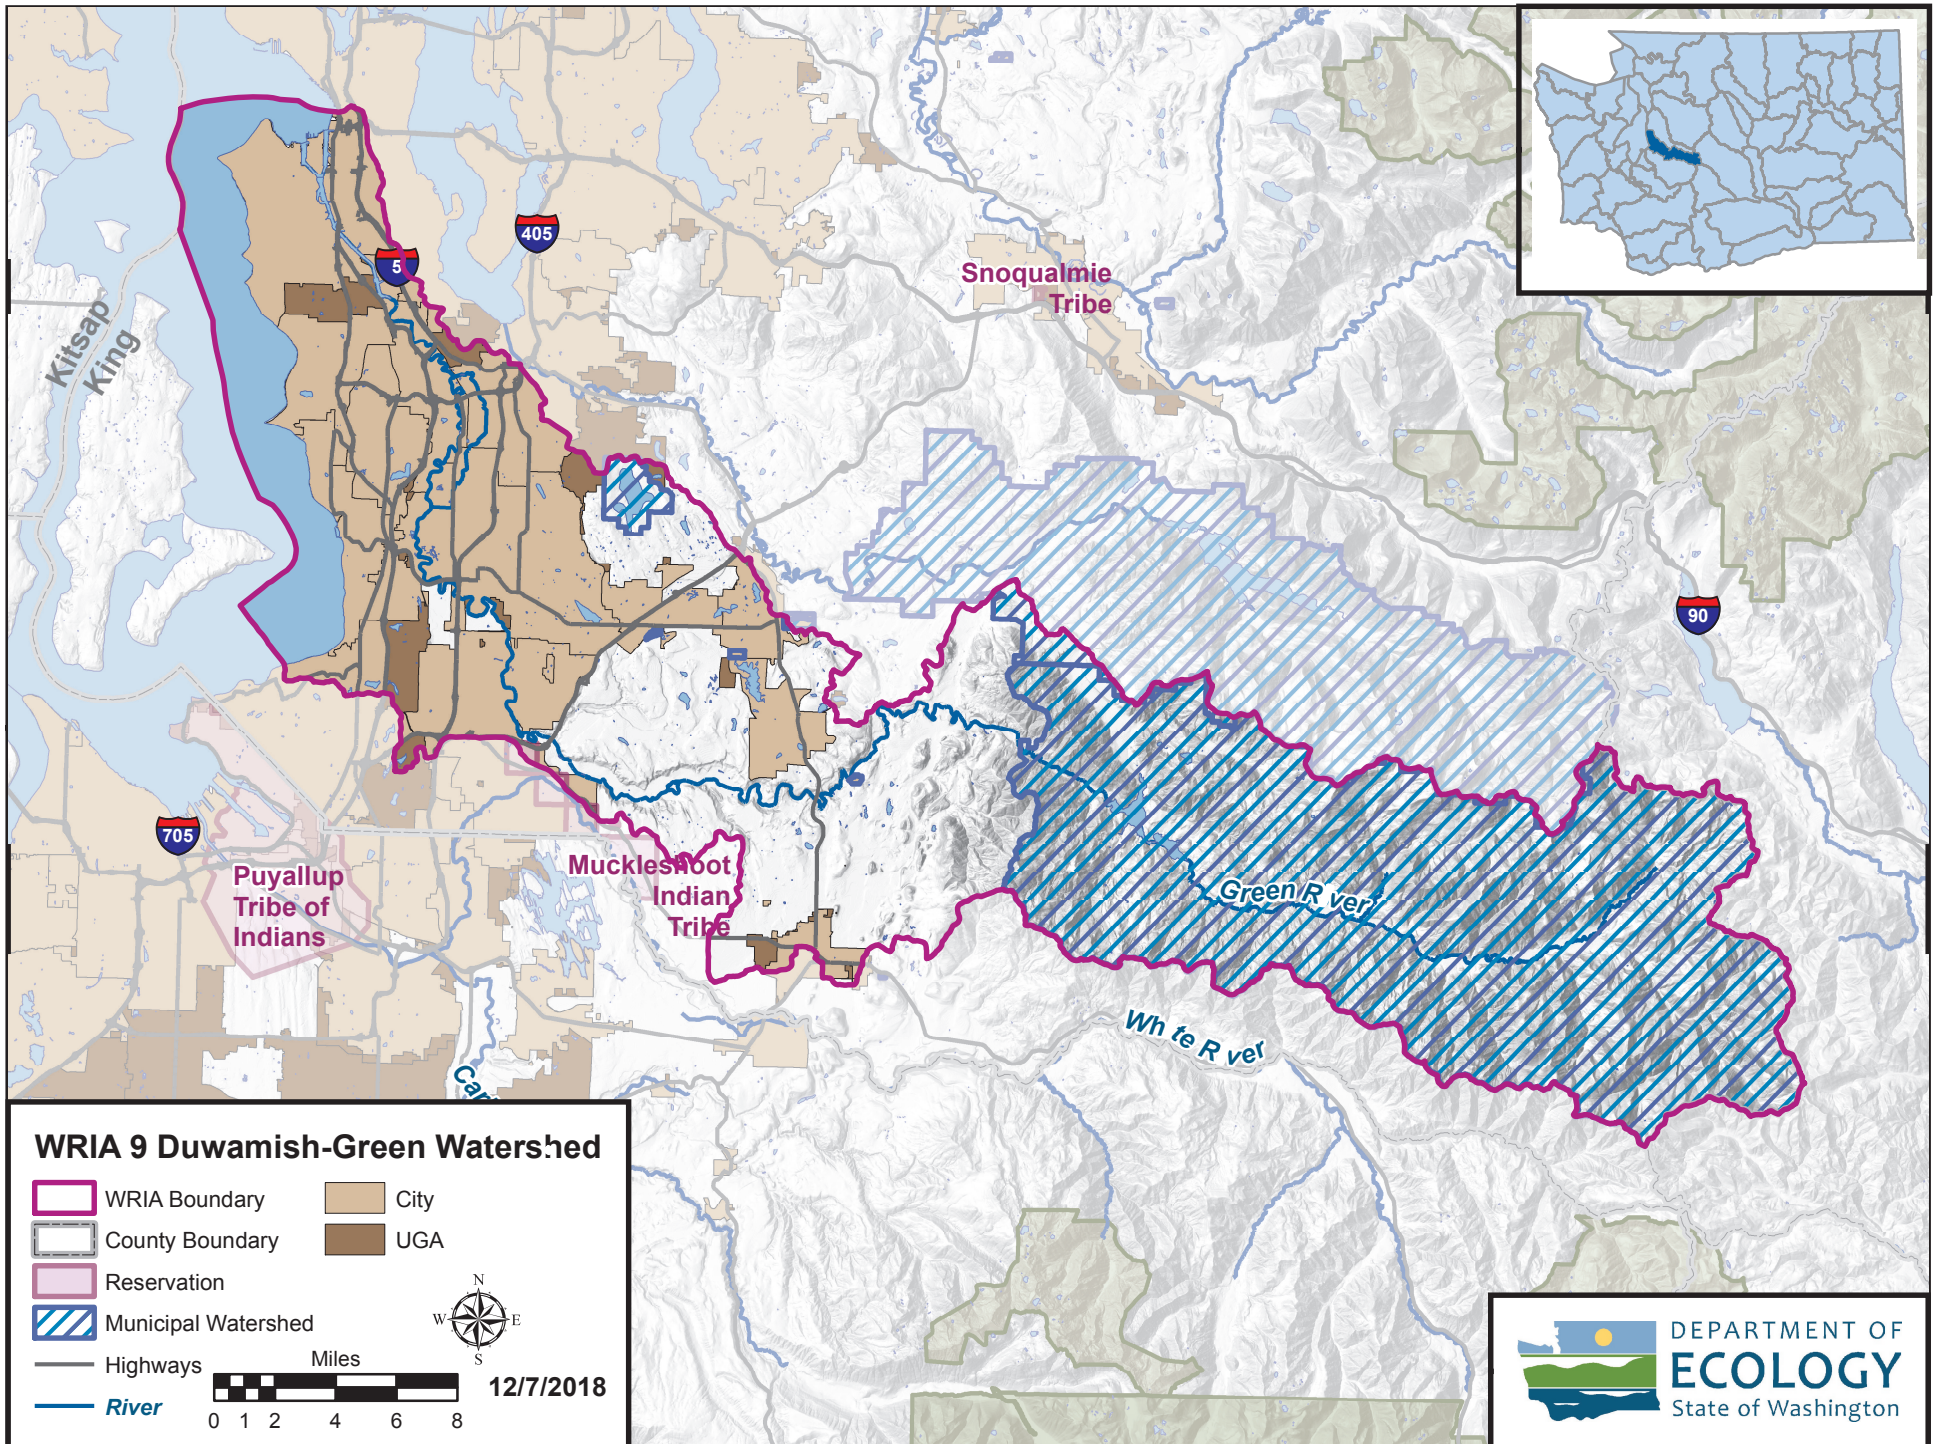 405
5
Snoqualmie
Tribe
Kitsap
King
90
705
Puyallup
Tribe of
Indians
Muckleshoot
Indian
Tribe
Green R ver
Wh te R ver
WRIA 9 Duwamish-Green Watershed
WRIA Boundary
County Boundary
Reservation
Municipal Watershed
Highways
River
City
UGA
N
W E
S
Miles
0 1 2 4 6 8
12/7/2018
DEPARTMENT OF
ECOLOGY
State of Washington